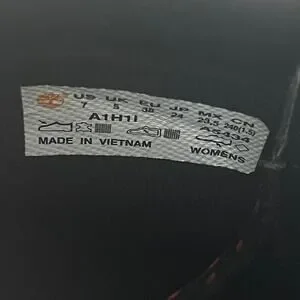 US UK EU JP MX CN
7 5 38 24 23.5 240(1.5)
A1H1I A5434
MADE IN VIETNAM WOMENS